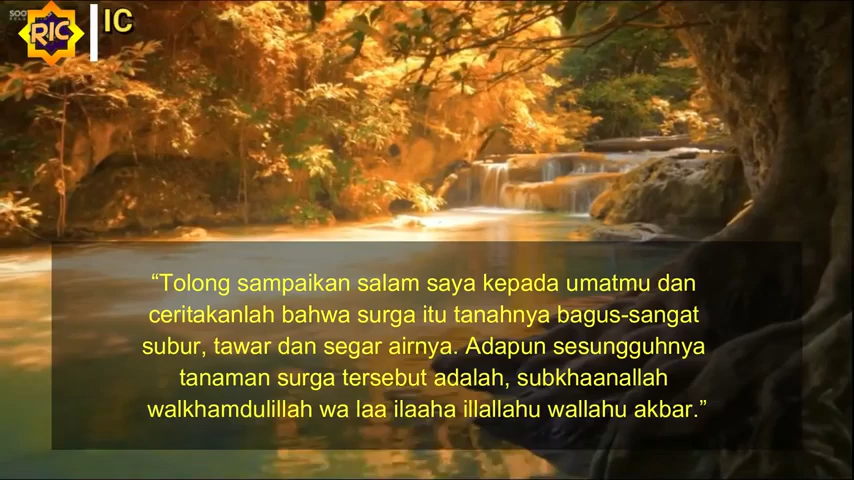 RIC
IC
“Tolong sampaikan salam saya kepada umatmu dan
ceritakanlah bahwa surga itu tanahnya bagus-sangat
subur, tawar dan segar airnya. Adapun sesungguhnya
tanaman surga tersebut adalah, subkhaanallah
walkhamdulillah wa laa ilaaha illallahu wallahu akbar.”